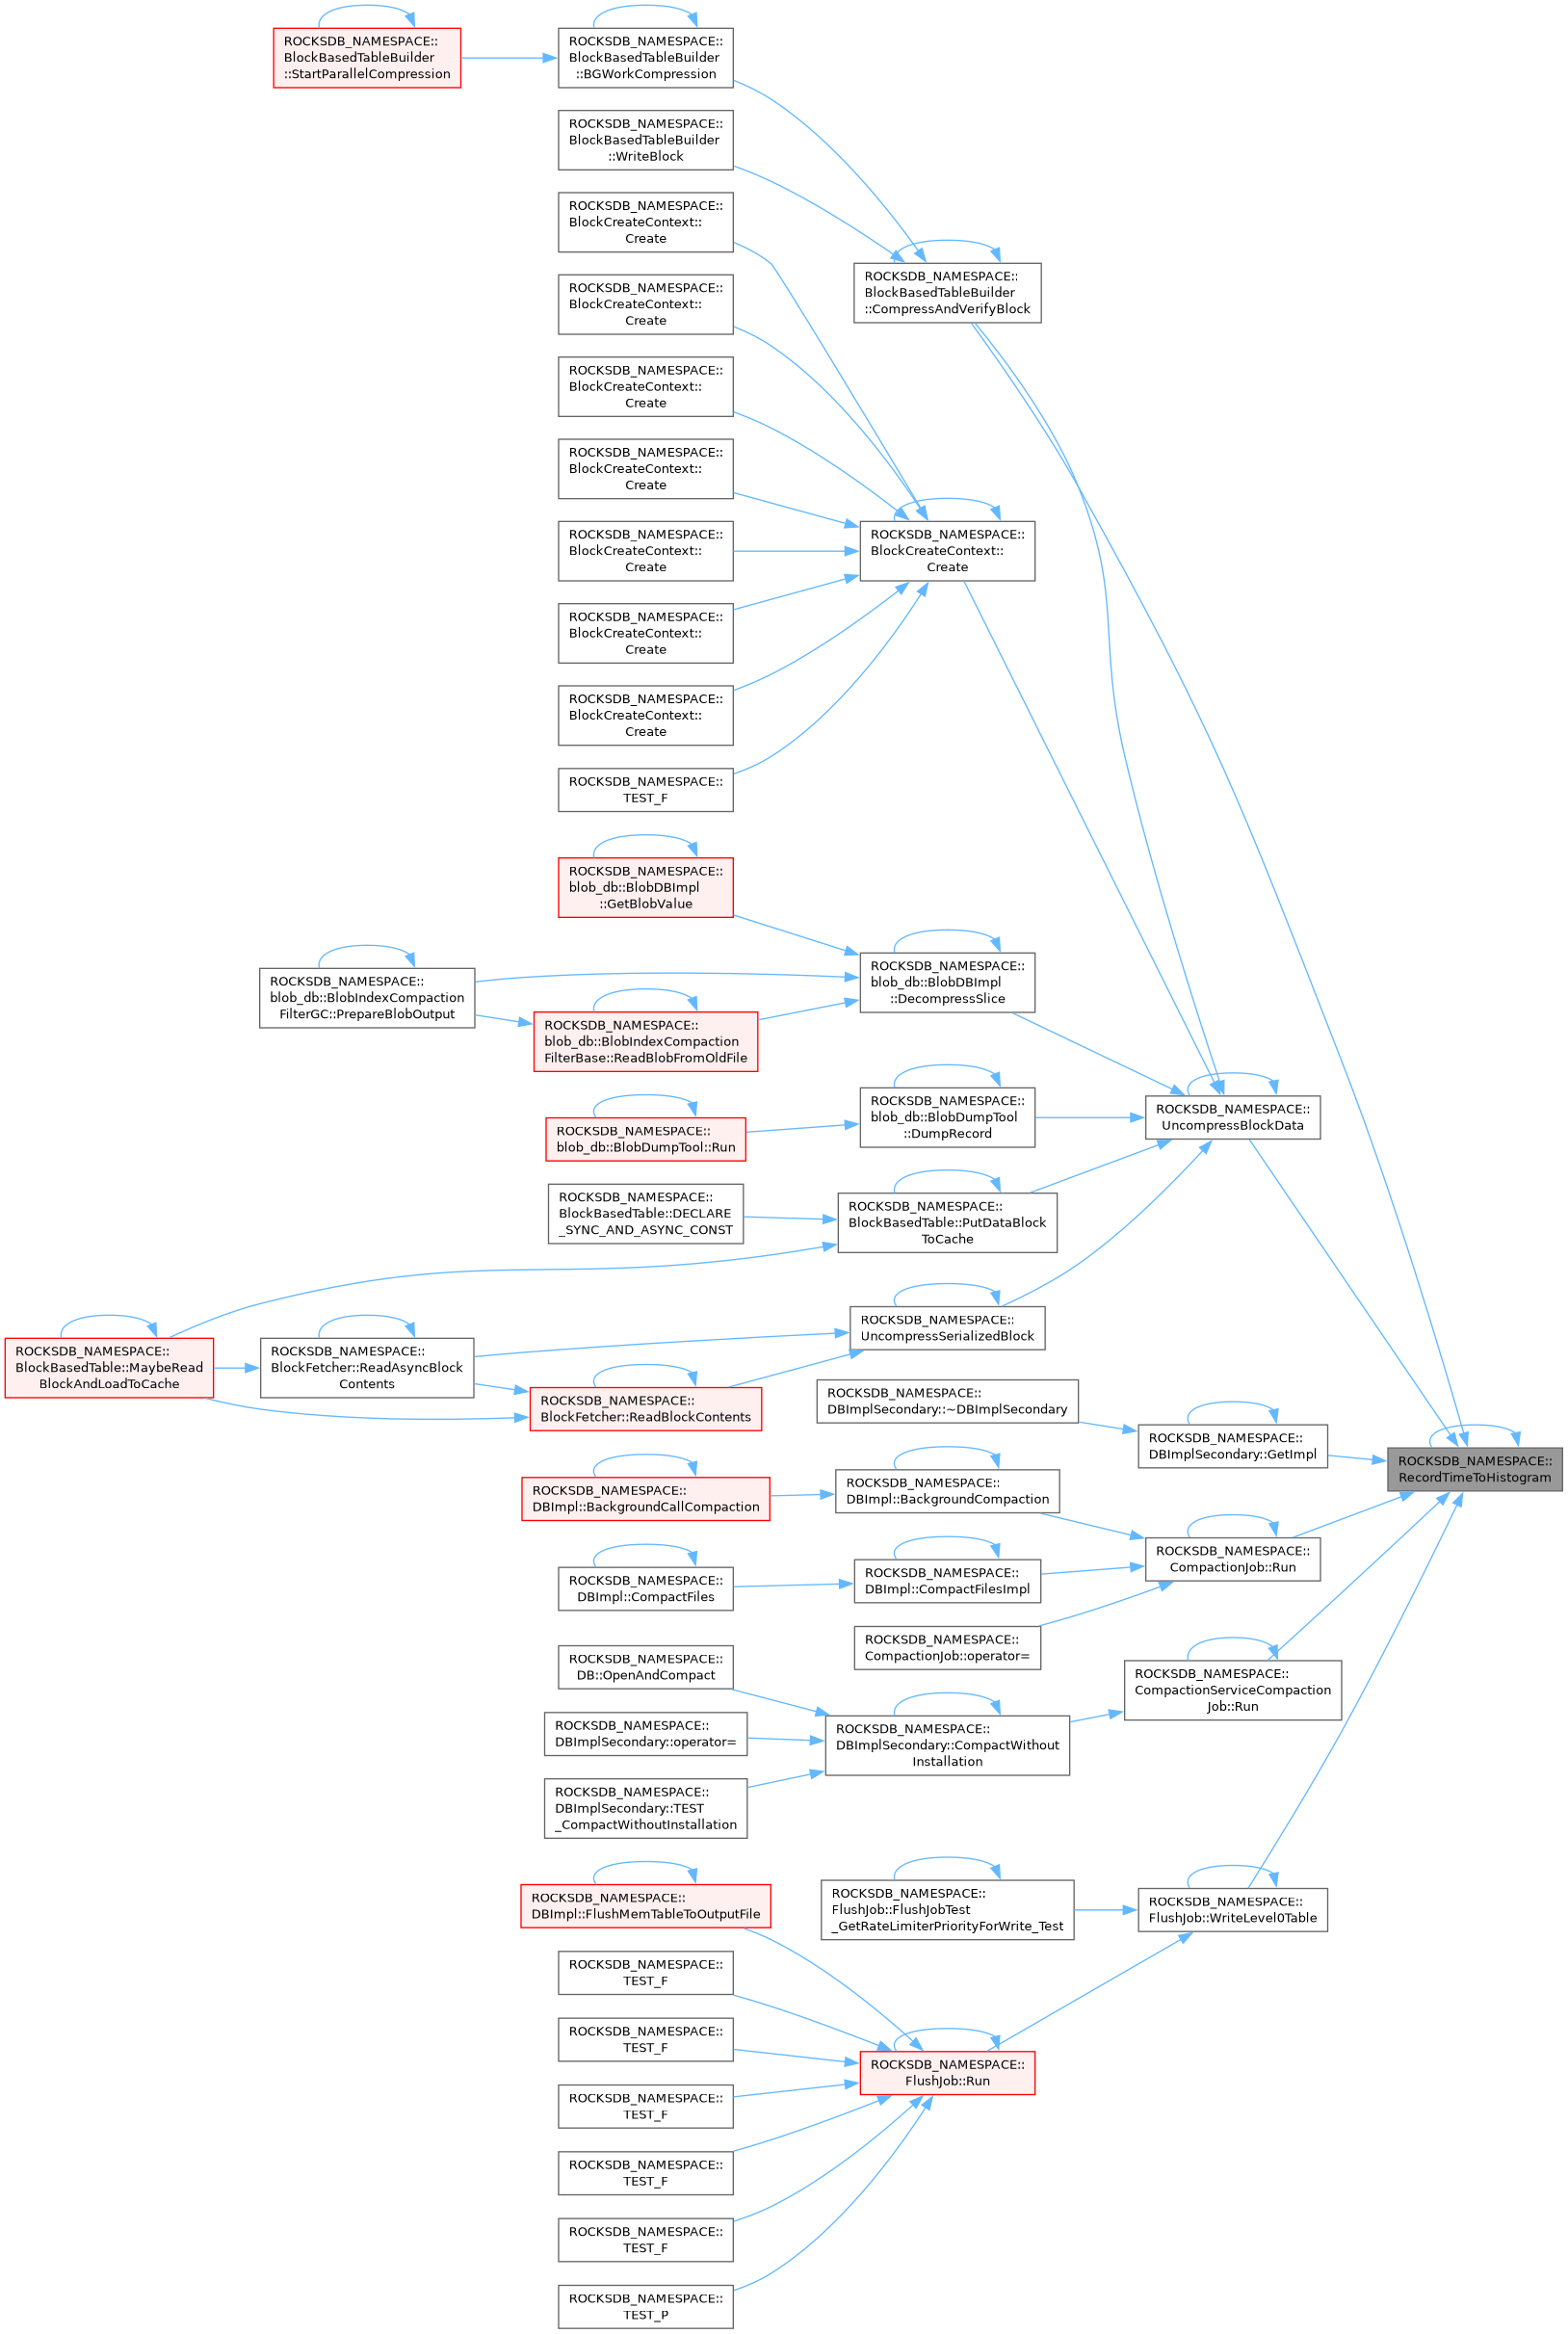 ROCKSDB_NAMESPACE::
BlockBasedTableBuilder
::StartParallelCompression
ROCKSDB_NAMESPACE::
BlockBasedTableBuilder
::BGWorkCompression
ROCKSDB_NAMESPACE::
BlockBasedTableBuilder
::WriteBlock
ROCKSDB_NAMESPACE::
BlockCreateContext::
Create
ROCKSDB_NAMESPACE::
BlockBasedTableBuilder
::CompressAndVerifyBlock
ROCKSDB_NAMESPACE::
BlockCreateContext::
Create
ROCKSDB_NAMESPACE::
BlockCreateContext::
Create
ROCKSDB_NAMESPACE::
BlockCreateContext::
Create
ROCKSDB_NAMESPACE::
BlockCreateContext::
Create
ROCKSDB_NAMESPACE::
BlockCreateContext::
Create
ROCKSDB_NAMESPACE::
BlockCreateContext::
Create
ROCKSDB_NAMESPACE::
BlockCreateContext::
Create
ROCKSDB_NAMESPACE::
TEST_F
ROCKSDB_NAMESPACE::
blob_db::BlobDBImpl
::GetBlobValue
ROCKSDB_NAMESPACE::
blob_db::BlobIndexCompaction
FilterGC::PrepareBlobOutput
ROCKSDB_NAMESPACE::
blob_db::BlobDBImpl
::DecompressSlice
ROCKSDB_NAMESPACE::
blob_db::BlobIndexCompaction
FilterBase::ReadBlobFromOldFile
ROCKSDB_NAMESPACE::
blob_db::BlobDumpTool::Run
ROCKSDB_NAMESPACE::
blob_db::BlobDumpTool
::DumpRecord
ROCKSDB_NAMESPACE::
UncompressBlockData
ROCKSDB_NAMESPACE::
BlockBasedTable::DECLARE
_SYNC_AND_ASYNC_CONST
ROCKSDB_NAMESPACE::
BlockBasedTable::PutDataBlock
ToCache
ROCKSDB_NAMESPACE::
UncompressSerializedBlock
ROCKSDB_NAMESPACE::
BlockBasedTable::MaybeRead
BlockAndLoadToCache
ROCKSDB_NAMESPACE::
BlockFetcher::ReadAsyncBlock
Contents
ROCKSDB_NAMESPACE::
BlockFetcher::ReadBlockContents
ROCKSDB_NAMESPACE::
DBImplSecondary::~DBImplSecondary
ROCKSDB_NAMESPACE::
DBImplSecondary::GetImpl
ROCKSDB_NAMESPACE::
RecordTimeToHistogram
ROCKSDB_NAMESPACE::
DBImpl::BackgroundCallCompaction
ROCKSDB_NAMESPACE::
DBImpl::BackgroundCompaction
ROCKSDB_NAMESPACE::
CompactionJob::Run
ROCKSDB_NAMESPACE::
DBImpl::CompactFiles
ROCKSDB_NAMESPACE::
DBImpl::CompactFilesImpl
ROCKSDB_NAMESPACE::
CompactionJob::operator=
ROCKSDB_NAMESPACE::
DB::OpenAndCompact
ROCKSDB_NAMESPACE::
CompactionServiceCompaction
Job::Run
ROCKSDB_NAMESPACE::
DBImplSecondary::operator=
ROCKSDB_NAMESPACE::
DBImplSecondary::CompactWithout
Installation
ROCKSDB_NAMESPACE::
DBImplSecondary::TEST
_CompactWithoutInstallation
ROCKSDB_NAMESPACE::
DBImpl::FlushMemTableToOutputFile
ROCKSDB_NAMESPACE::
FlushJob::FlushJobTest
_GetRateLimiterPriorityForWrite_Test
ROCKSDB_NAMESPACE::
FlushJob::WriteLevel0Table
ROCKSDB_NAMESPACE::
TEST_F
ROCKSDB_NAMESPACE::
TEST_F
ROCKSDB_NAMESPACE::
FlushJob::Run
ROCKSDB_NAMESPACE::
TEST_F
ROCKSDB_NAMESPACE::
TEST_F
ROCKSDB_NAMESPACE::
TEST_F
ROCKSDB_NAMESPACE::
TEST_P